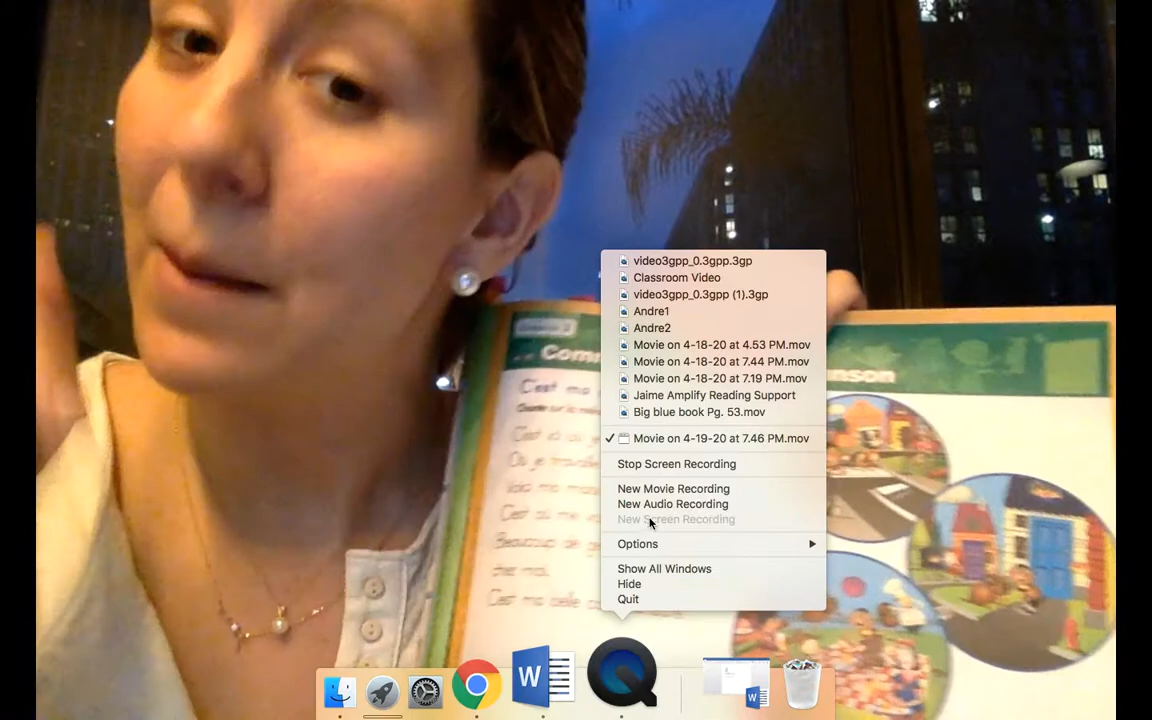 video3gpp_0.3gpp.3gp
Classroom Video
video3gpp_0.3gpp (1).3gp
Andre1
Andre2
Movie on 4-18-20 at 4.53 PM.mov
Movie on 4-18-20 at 7.44 PM.mov
Movie on 4-18-20 at 7.19 PM.mov
Jaime Amplify Reading Support
Big blue book Pg. 53.mov
Movie on 4-19-20 at 7.46 PM.mov
Stop Screen Recording
New Movie Recording
New Audio Recording
New Screen Recording
Options
Show All Windows
Hide
Quit
Comm
nson
C'est ma
W